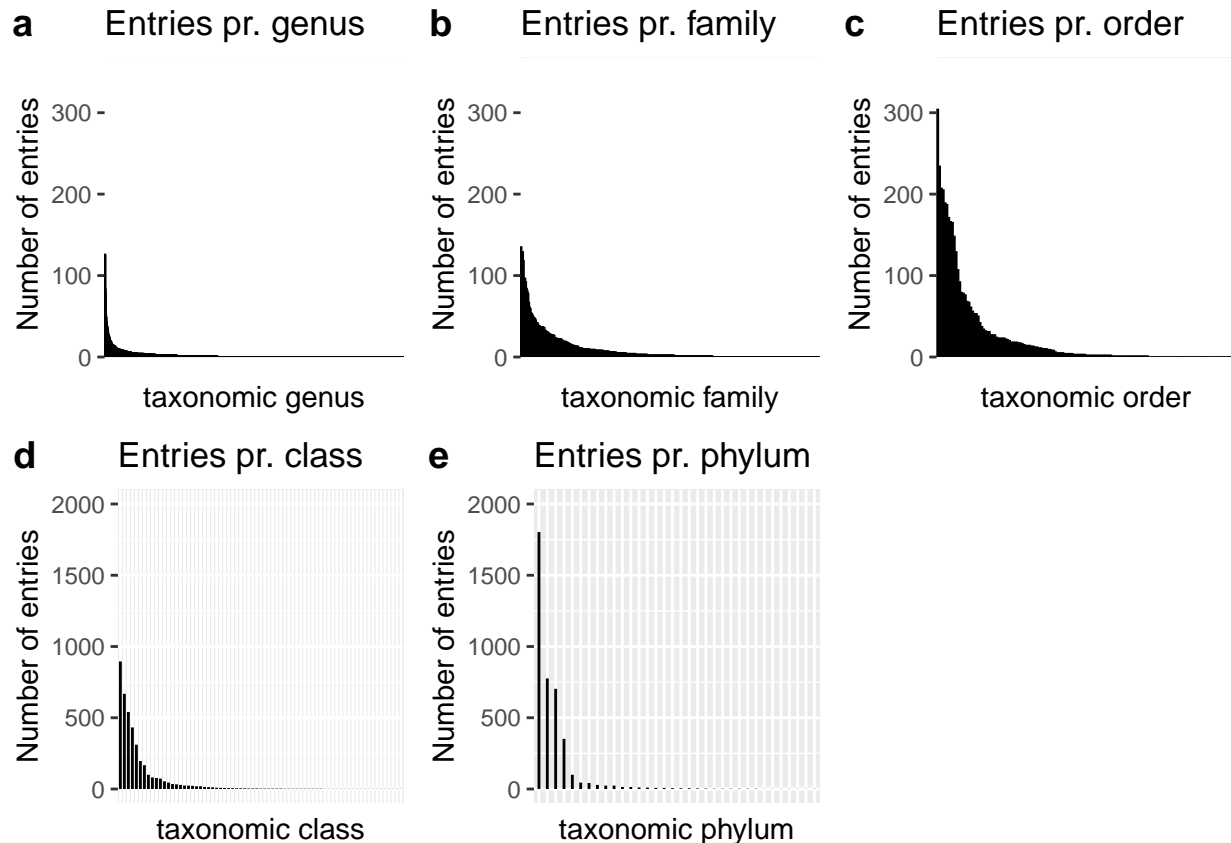 a Entries pr. genus
Number of entries
300
200
100
0
taxonomic genus
b Entries pr. family
Number of entries
300
200
100
0
taxonomic family
c Entries pr. order
Number of entries
300
200
100
0
taxonomic order
d Entries pr. class
Number of entries
2000
1500
1000
500
0
taxonomic class
e Entries pr. phylum
Number of entries
2000
1500
1000
500
0
taxonomic phylum